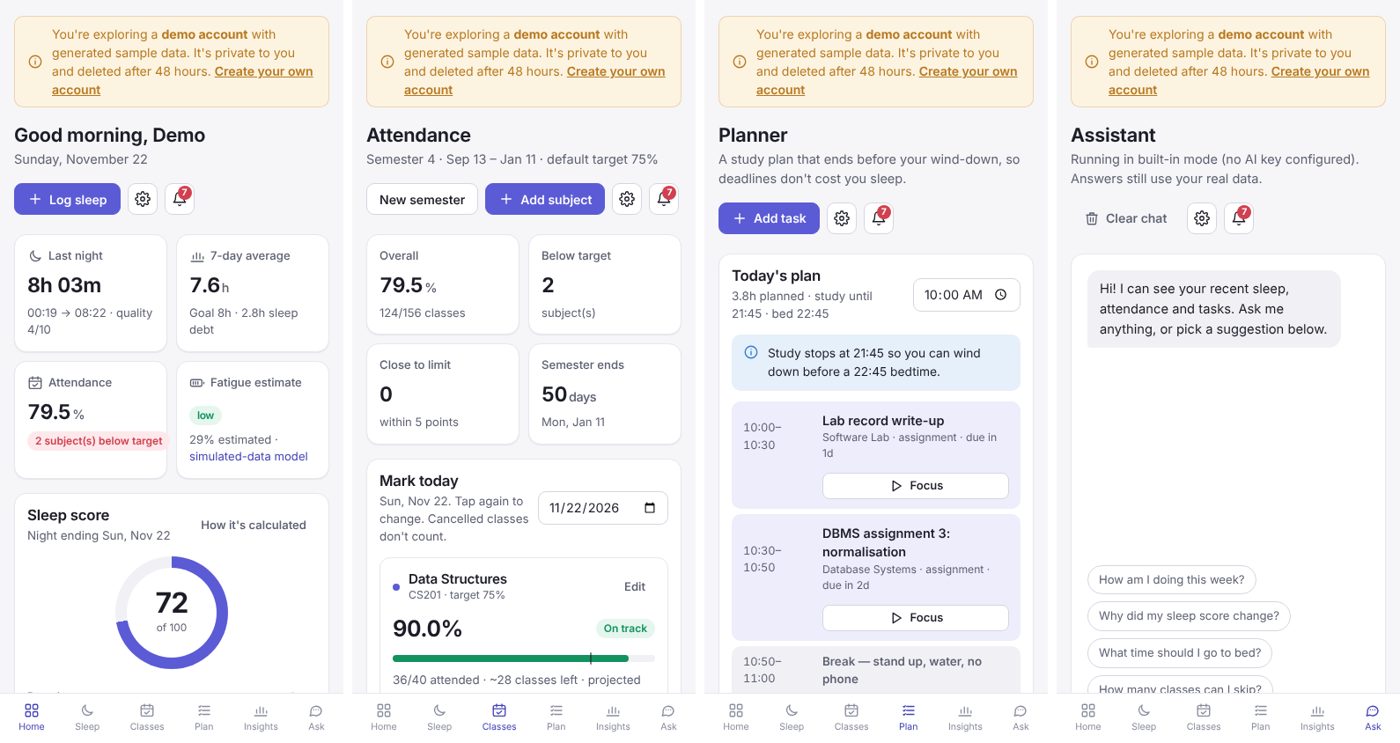 You're exploring a demo account with
generated sample data. It's private to you
and deleted after 48 hours. Create your own
account
Good morning, Demo
Sunday, November 22
Log sleep
7
Last night
8h 03m
00:19 → 08:22 · quality
4/10
7-day average
7.6 h
Goal 8h · 2.8h sleep
debt
Attendance
79.5 %
2 subject(s) below target
Fatigue estimate
low
29% estimated ·
simulated-data model
Sleep score
Night ending Sun, Nov 22
How it's calculated
72
of 100
Home
Sleep
Classes
Plan
Insights
Ask
You're exploring a demo account with
generated sample data. It's private to you
and deleted after 48 hours. Create your own
account
Attendance
Semester 4 · Sep 13 – Jan 11 · default target 75%
New semester
Add subject
7
Overall
79.5 %
124/156 classes
Below target
2
subject(s)
Close to limit
0
within 5 points
Semester ends
50 days
Mon, Jan 11
Mark today
Sun, Nov 22. Tap again to
change. Cancelled classes
don't count.
11/22/2026
Data Structures
CS201 · target 75%
Edit
90.0%
On track
36/40 attended · ~28 classes left · projected
Home
Sleep
Classes
Plan
Insights
Ask
You're exploring a demo account with
generated sample data. It's private to you
and deleted after 48 hours. Create your own
account
Planner
A study plan that ends before your wind-down, so
deadlines don't cost you sleep.
Add task
7
Today's plan
3.8h planned · study until
21:45 · bed 22:45
10:00 AM
Study stops at 21:45 so you can wind
down before a 22:45 bedtime.
10:00–
10:30
Lab record write-up
Software Lab · assignment · due in
1d
Focus
10:30–
10:50
DBMS assignment 3:
normalisation
Database Systems · assignment ·
due in 2d
Focus
10:50–
11:00
Break — stand up, water, no
phone
Home
Sleep
Classes
Plan
Insights
Ask
You're exploring a demo account with
generated sample data. It's private to you
and deleted after 48 hours. Create your own
account
Assistant
Running in built-in mode (no AI key configured).
Answers still use your real data.
Clear chat
7
Hi! I can see your recent sleep,
attendance and tasks. Ask me
anything, or pick a suggestion below.
How am I doing this week?
Why did my sleep score change?
What time should I go to bed?
How many classes can I skip?
Home
Sleep
Classes
Plan
Insights
Ask